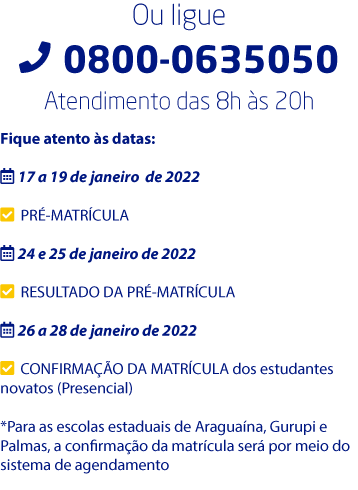 Ou ligue
0800-0635050
Atendimento das 8h às 20h
Fique atento às datas:
17 a 19 de janeiro de 2022
PRÉ-MATRÍCULA
24 e 25 de janeiro de 2022
RESULTADO DA PRÉ-MATRÍCULA
26 a 28 de janeiro de 2022
CONFIRMAÇÃO DA MATRÍCULA dos estudantes
novatos (Presencial)
*Para as escolas estaduais de Araguaína, Gurupi e
Palmas, a confirmação da matrícula será por meio do
sistema de agendamento